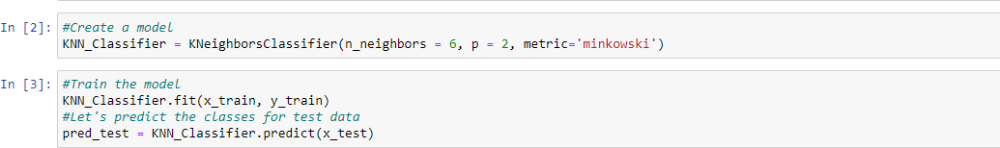 In [2]: #Create a model
KNN_Classifier = KNeighborsClassifier(n_neighbors = 6, p = 2, metric='minkowski')
In [3]: #Train the model
KNN_Classifier.fit(x_train, y_train)
#Let's predict the classes for test data
pred_test = KNN_Classifier.predict(x_test)